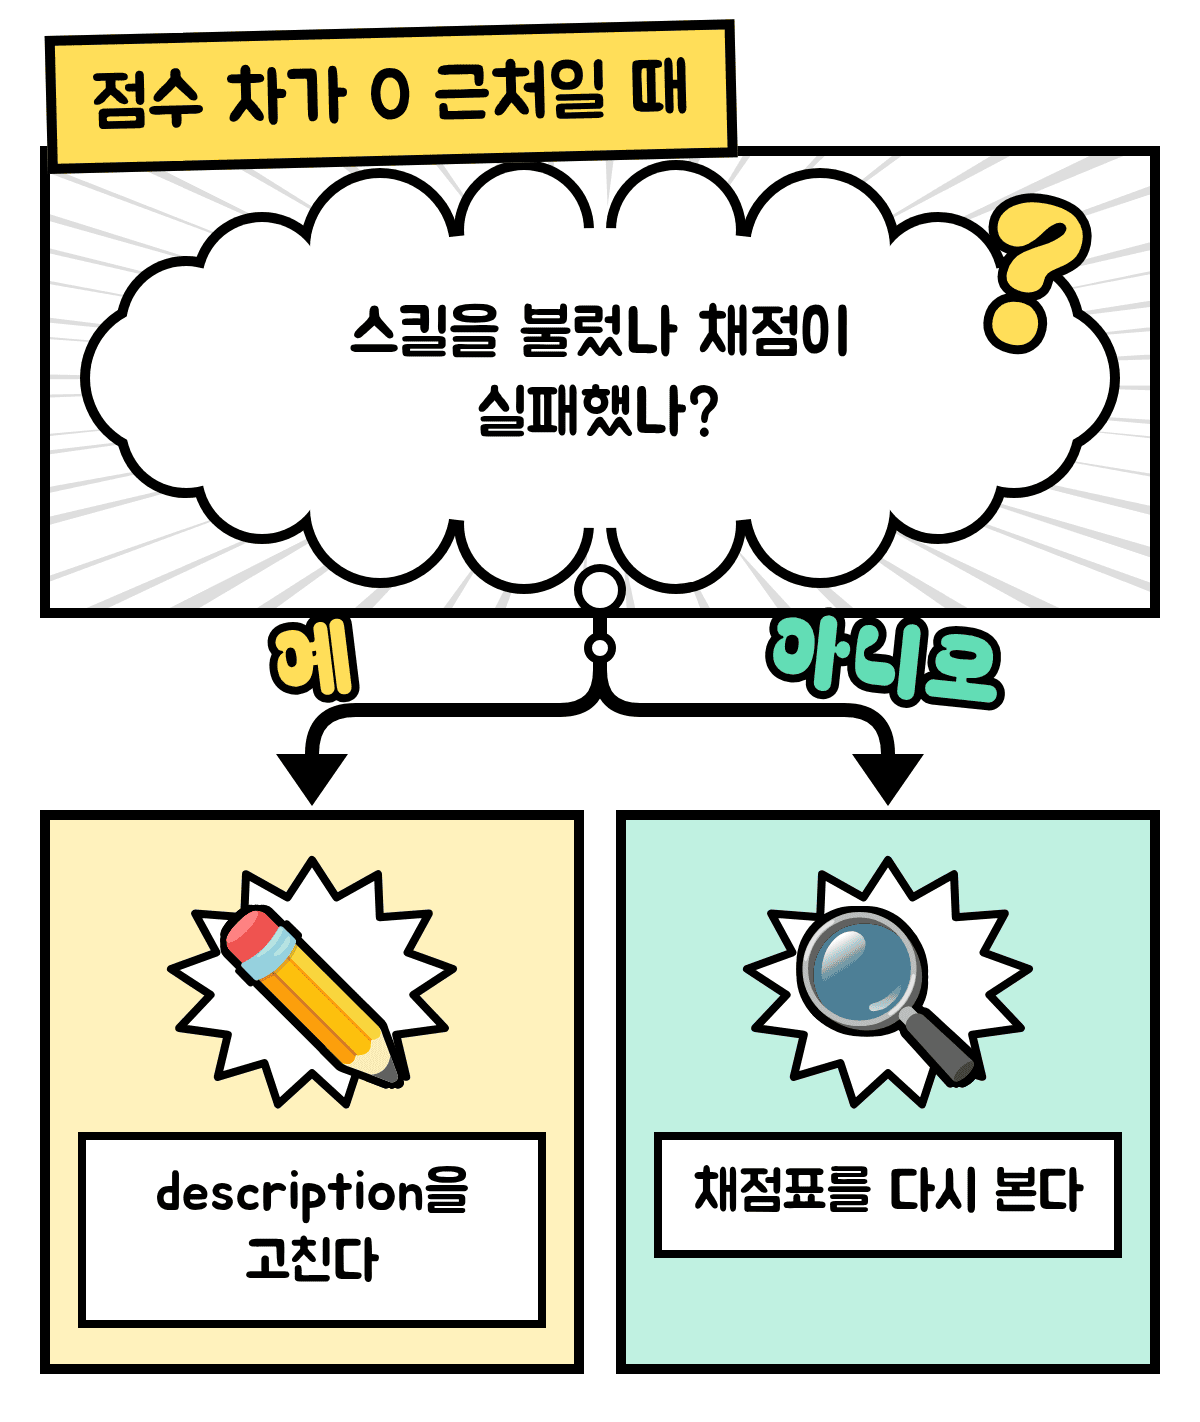 점수 차가 0 근처일 때
?
스킬을 불렀나 채점이
실패했나?
예
아니오
description을
고친다
채점표를 다시 본다